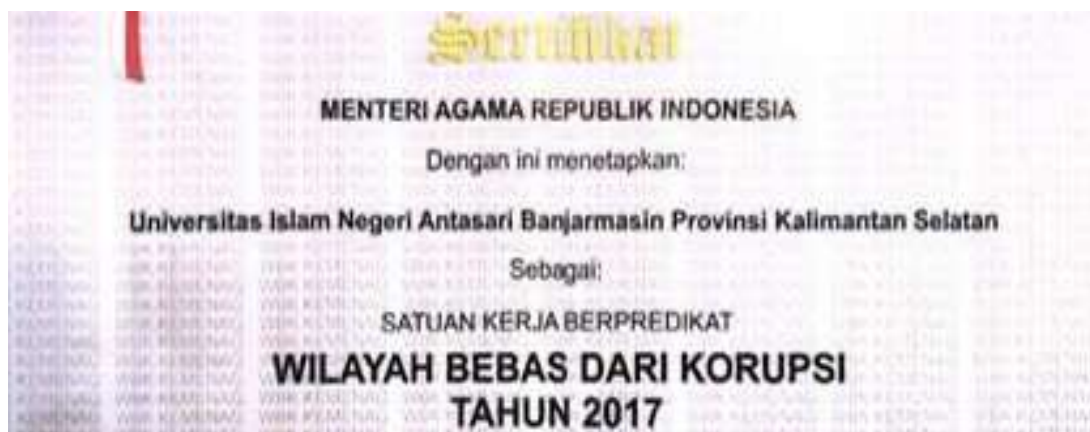 Sertifikat
MENTERI AGAMA REPUBLIK INDONESIA
Dengan ini menetapkan:
Universitas Islam Negeri Antasari Banjarmasin Provinsi Kalimantan Selatan
Sebagai:
SATUAN KERJA BERPREDIKAT
WILAYAH BEBAS DARI KORUPSI
TAHUN 2017